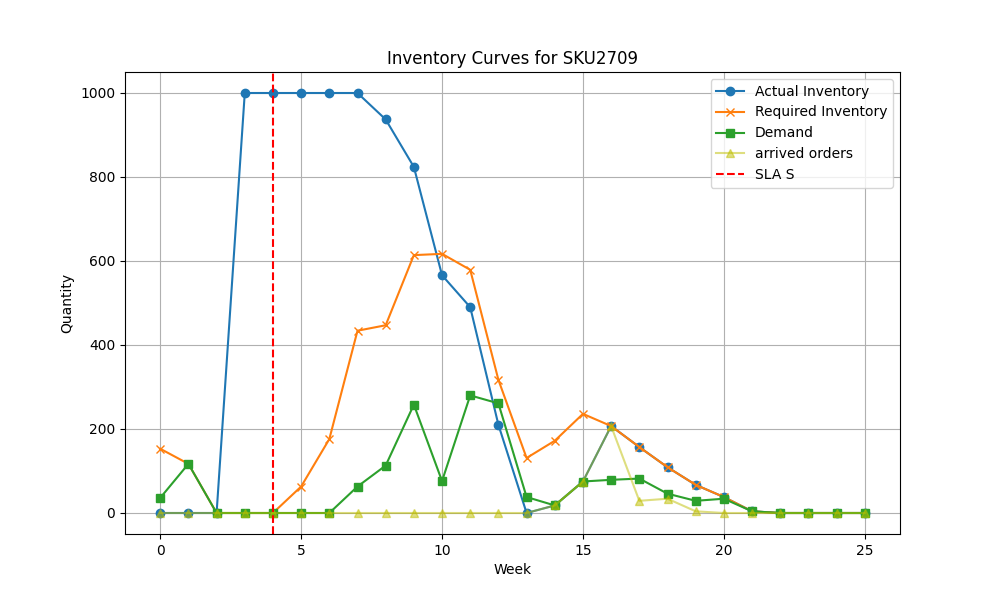 Inventory Curves for SKU2709
Actual Inventory
Required Inventory
Demand
arrived orders
SLA S
Quantity
1000
800
600
400
200
0
0 5 10 15 20 25
Week